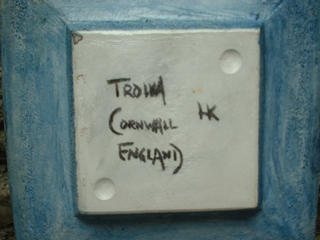 TROIKA
HK
(CORNWALL
ENGLAND)